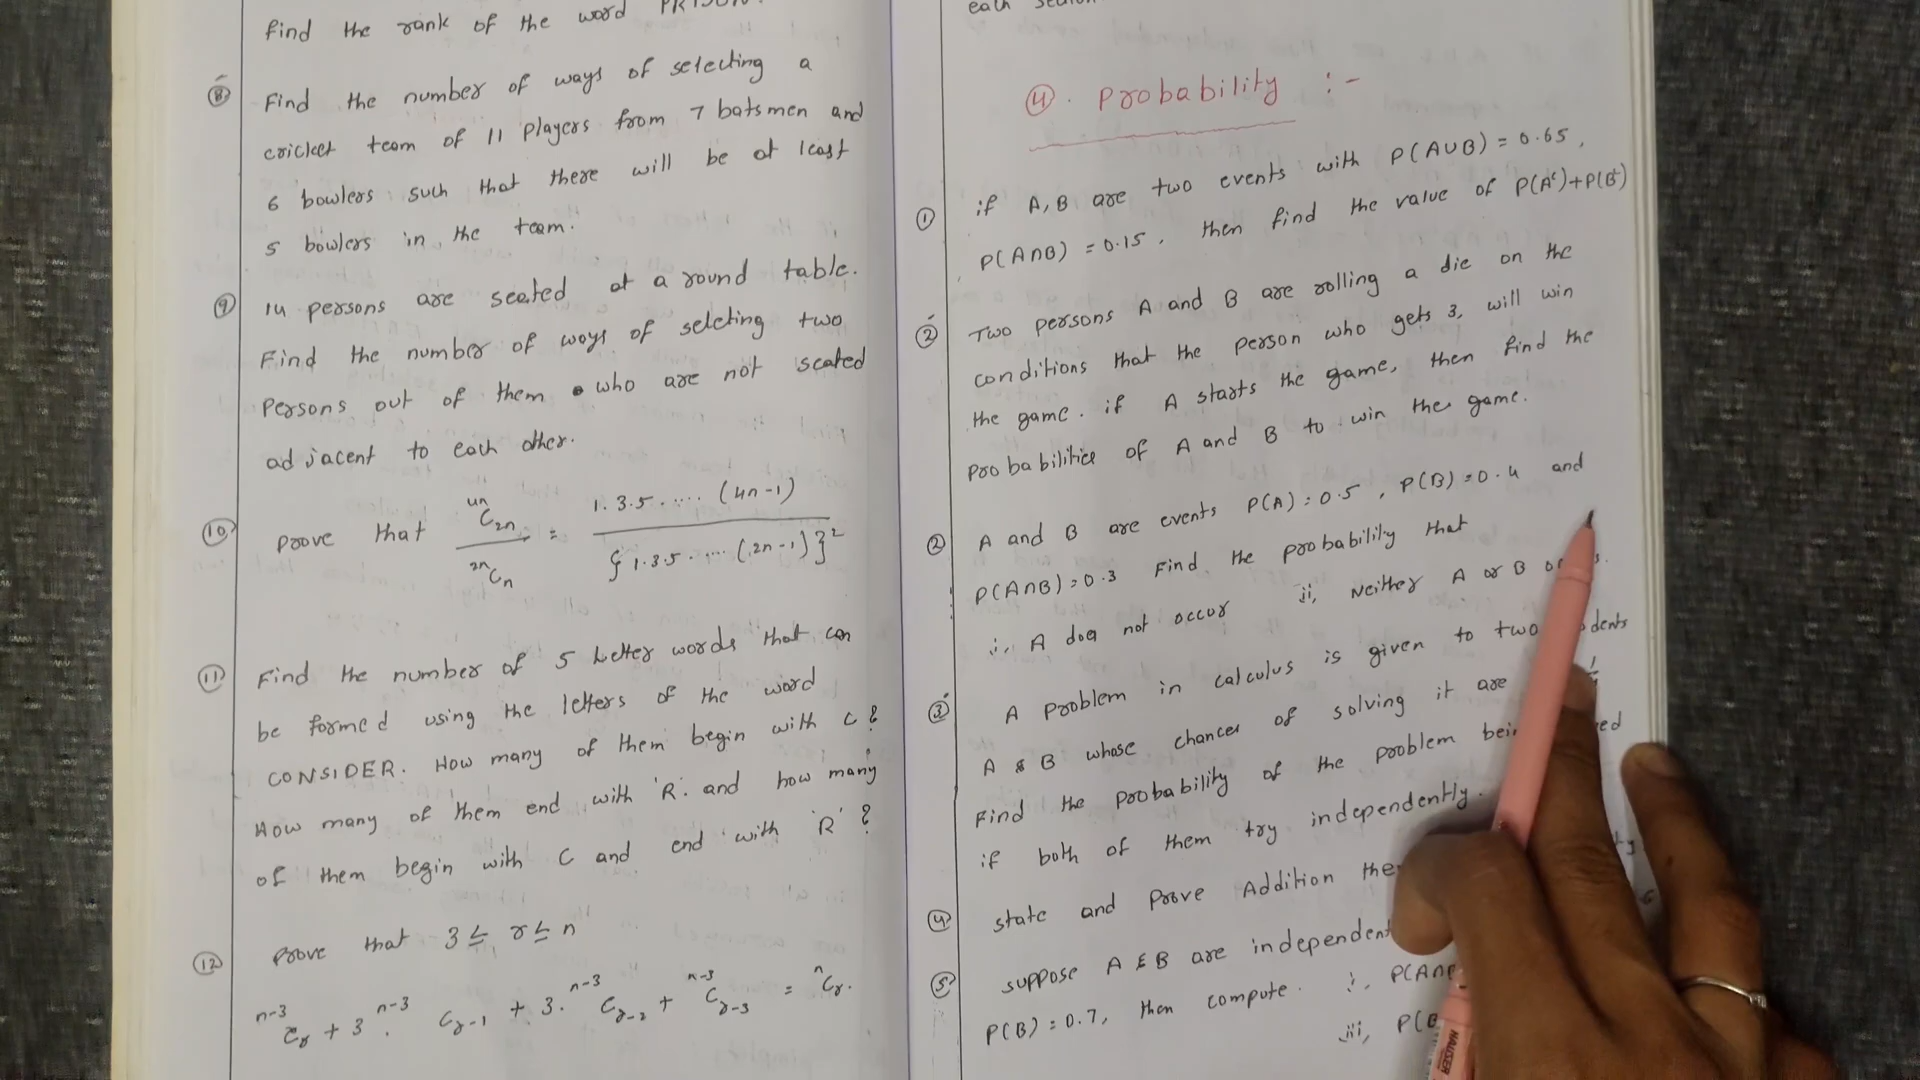 Find the rank of the word
⑧ Find the number of ways of selecting a
cricket team of 11 players from 7 batsmen and
6 bowlers such that there will be at least
5 bowlers in the team.
⑨ 14 persons are seated at a round table.
Find the number of ways of selcting two
persons out of them who are not seated
adjacent to each other.
⑩ prove that ⁴ⁿC₂ₙ / ²ⁿCₙ = 1.3.5.....(4n-1) / {1.3.5.....(2n-1)}²
⑪ Find the number of 5 letter words that can
be formed using the letters of the word
CONSIDER. How many of them begin with C?
How many of them end with 'R'. and how many
of them begin with C and end with 'R'?
⑫ prove that 3 ≤ r ≤ n
ⁿ⁻³Cᵣ + 3.ⁿ⁻³Cᵣ₋₁ + 3.ⁿ⁻³Cᵣ₋₂ + ⁿ⁻³Cᵣ₋₃ = ⁿCᵣ.
each
④. Probability :-
① if A, B are two events with P(A∪B) = 0.65,
P(A∩B) = 0.15, then find the value of P(Aᶜ)+P(Bᶜ)
② Two persons A and B are rolling a die on the
conditions that the person who gets 3, will win
the game. if A starts the game, then find the
probabilities of A and B to win the game.
② A and B are events P(A)=0.5, P(B)=0.4 and
P(A∩B)=0.3 Find the probability that
i, A does not occur ii, Neither A or B
③ A problem in calculus is given to two
A & B whose chances of solving it are
Find the probability of the problem
if both of them try independently.
④ state and prove Addition
⑤ suppose A & B are independent
P(B)=0.7, then compute. i, P(A∩
iii, P(
HAUSER